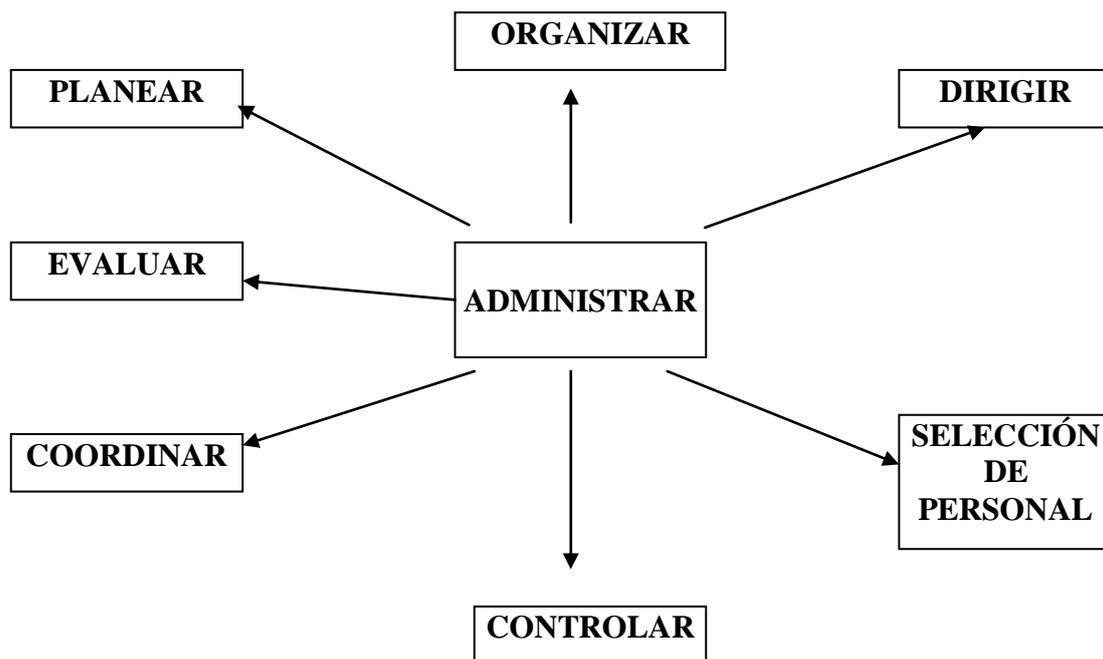 ORGANIZAR
PLANEAR
DIRIGIR
EVALUAR
ADMINISTRAR
COORDINAR
SELECCIÓN
DE
PERSONAL
CONTROLAR